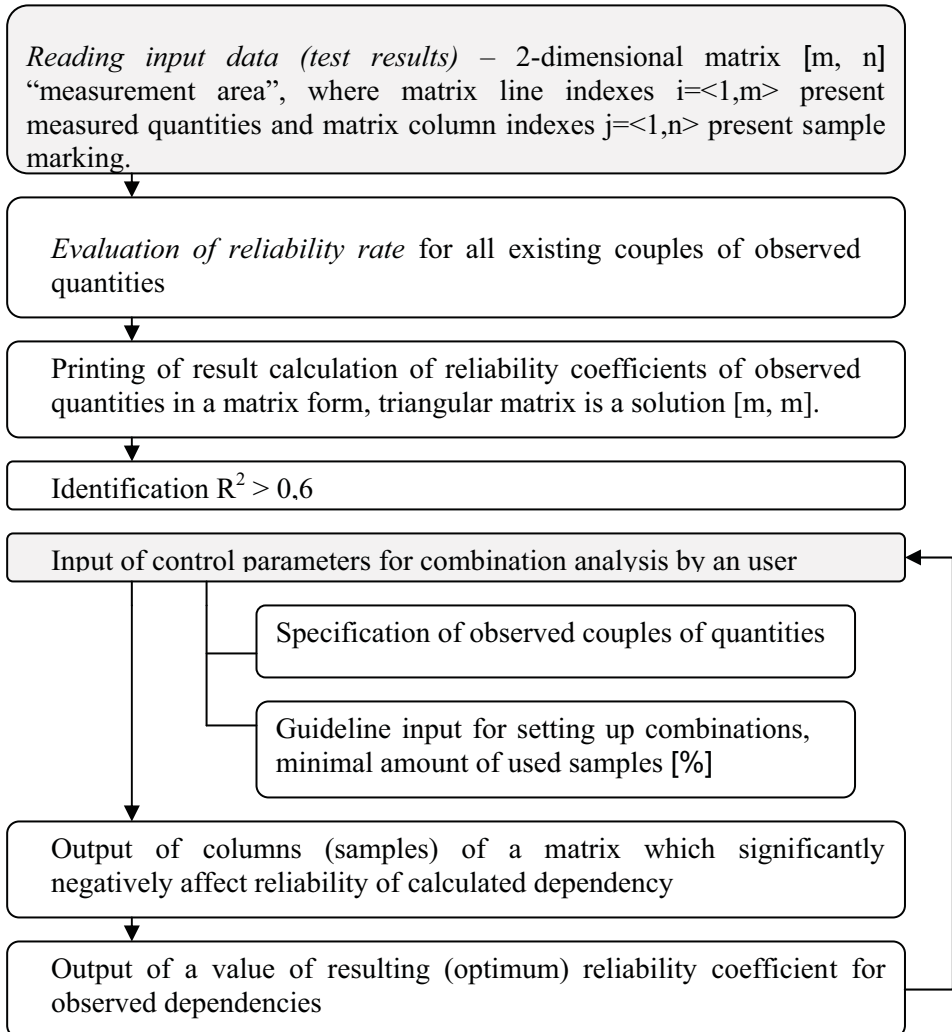 Reading input data (test results) – 2-dimensional matrix [m, n]
“measurement area”, where matrix line indexes i=<1,m> present
measured quantities and matrix column indexes j=<1,n> present sample
marking.
Evaluation of reliability rate for all existing couples of observed
quantities
Printing of result calculation of reliability coefficients of observed
quantities in a matrix form, triangular matrix is a solution [m, m].
Identification R² > 0,6
Input of control parameters for combination analysis by an user
Specification of observed couples of quantities
Guideline input for setting up combinations,
minimal amount of used samples [%]
Output of columns (samples) of a matrix which significantly
negatively affect reliability of calculated dependency
Output of a value of resulting (optimum) reliability coefficient for
observed dependencies